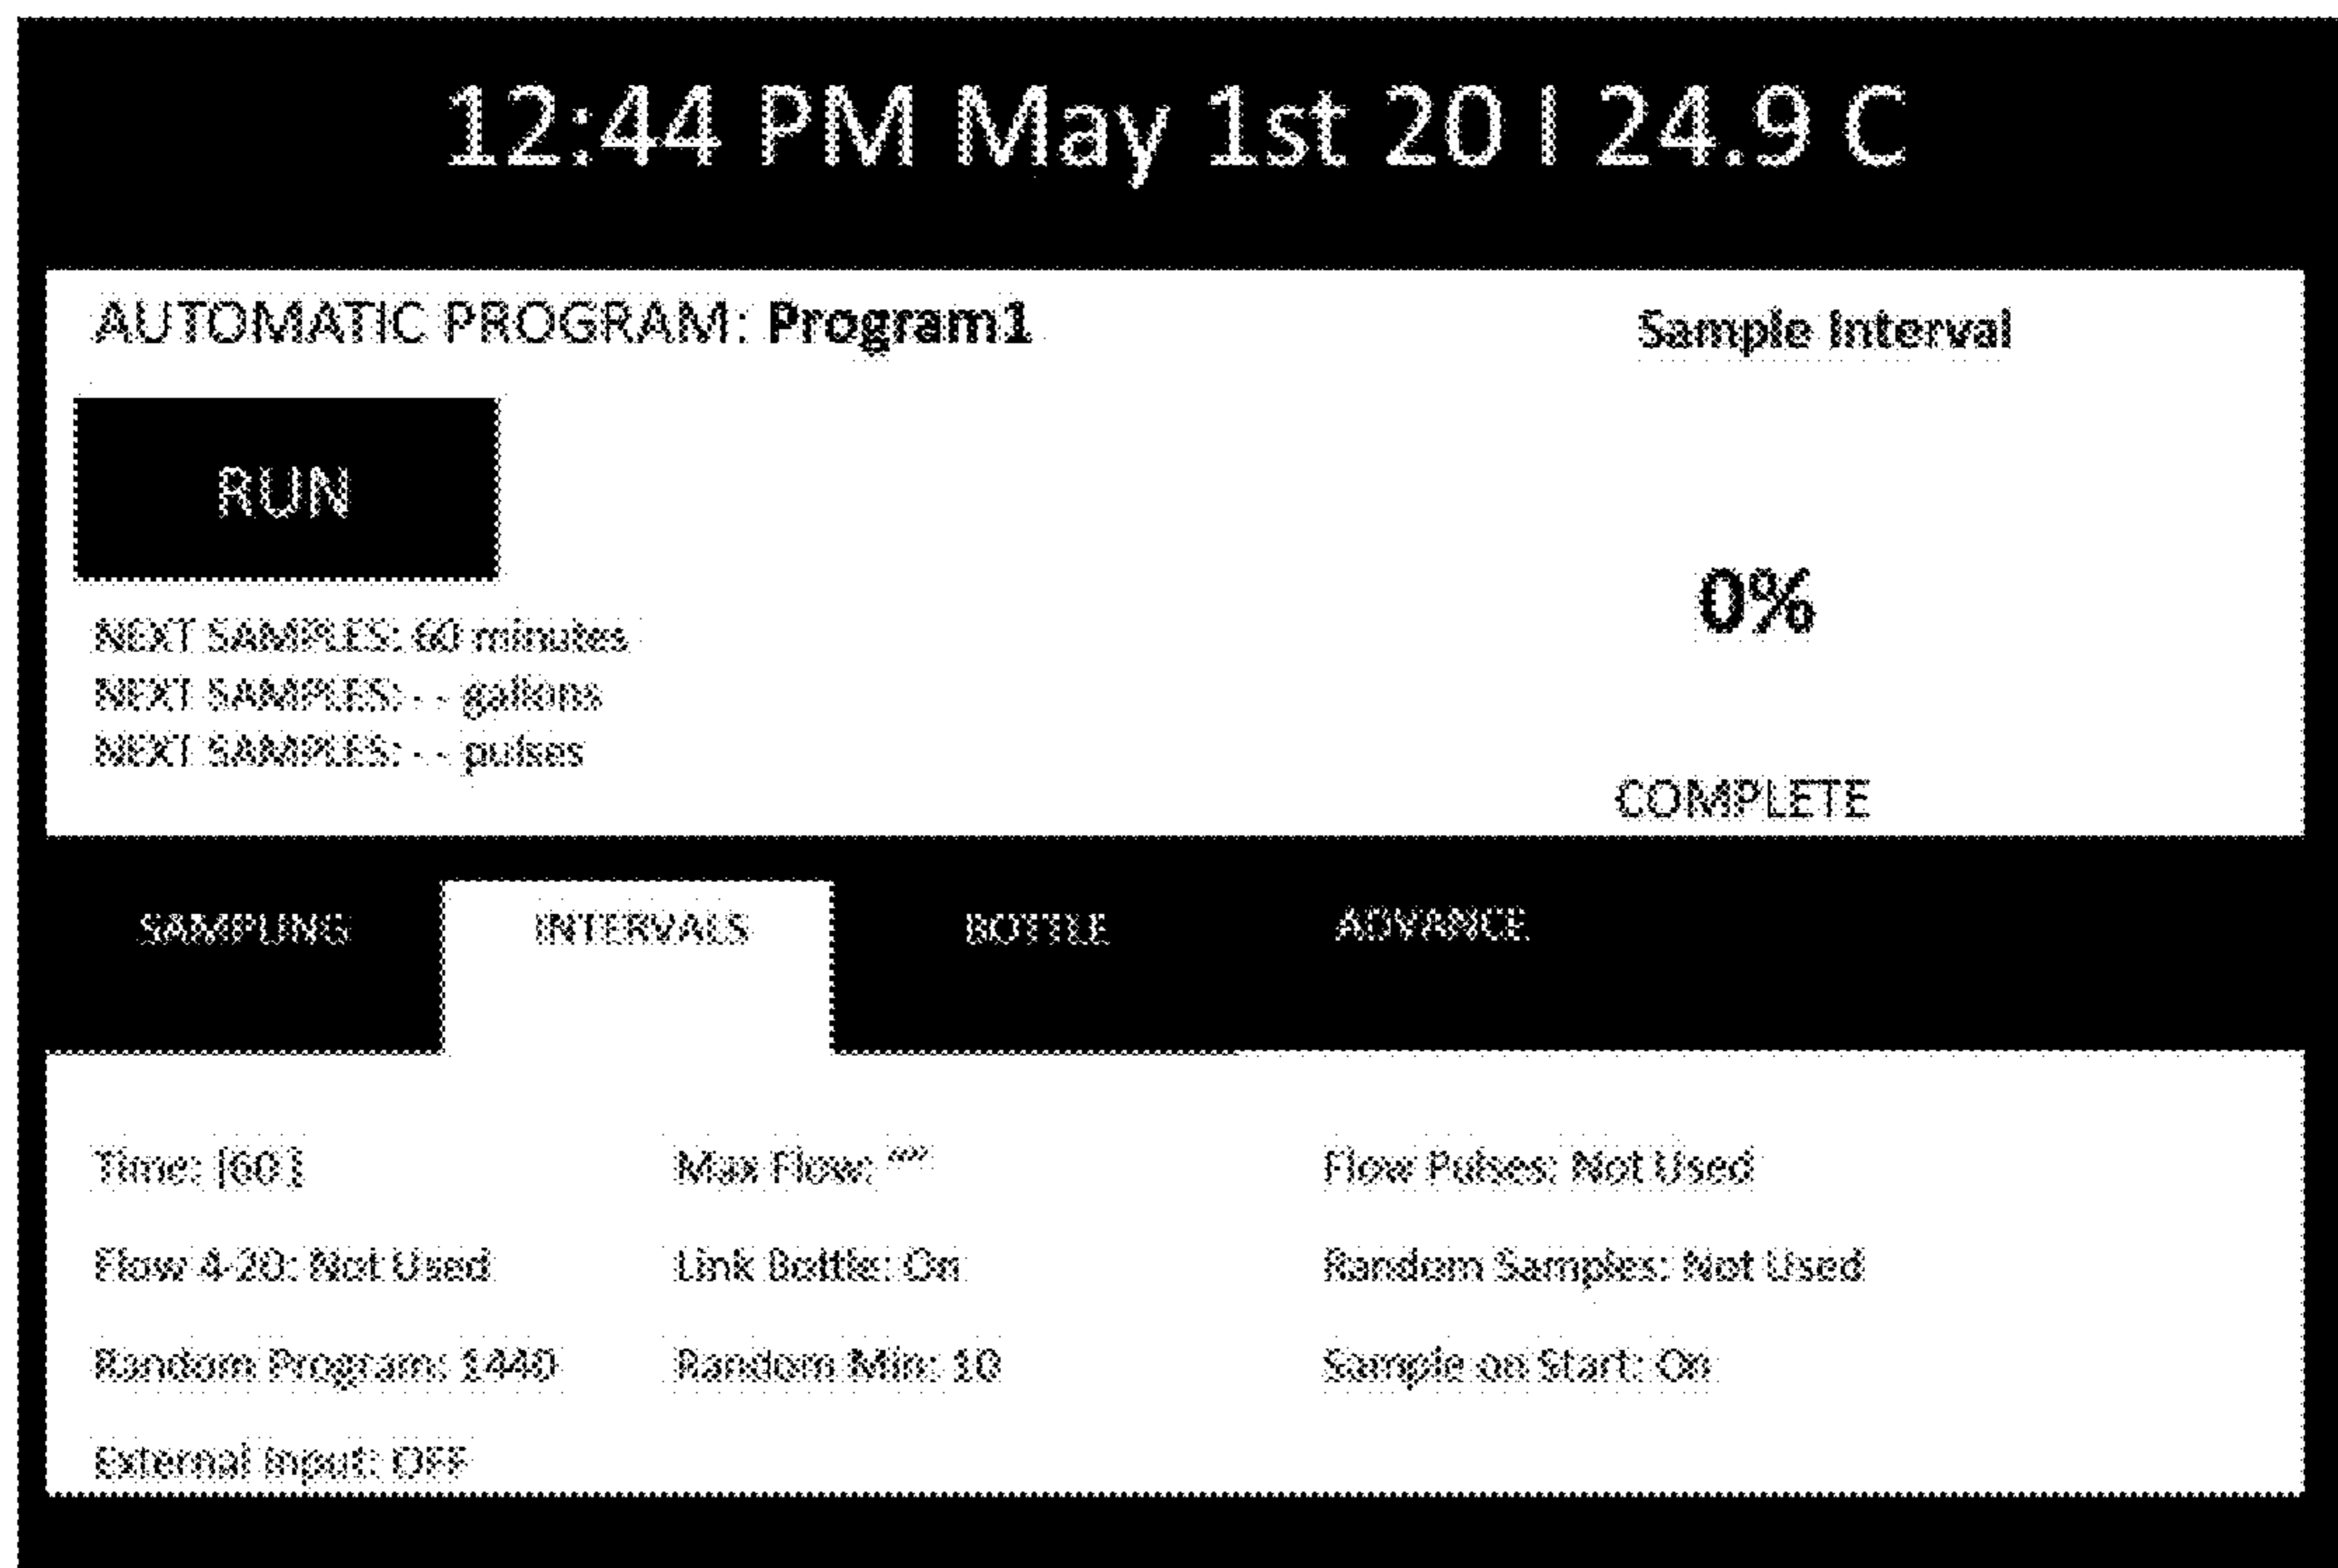 12:44 PM May 1st 20 I 24.9 C
AUTOMATIC PROGRAM: Program1
Sample Interval
RUN
NEXT SAMPLES: 60 minutes
NEXT SAMPLES: - - gallons
NEXT SAMPLES: - - pulses
0%
COMPLETE
SAMPLING INTERVALS BOTTLE ADVANCE
Time: [60] Max Flow: “” Flow Pulses: Not Used
Flow 4-20: Not Used Link Bottle: On Random Samples: Not Used
Random Program: 1440 Random Min: 10 Sample on Start: On
External Input: OFF